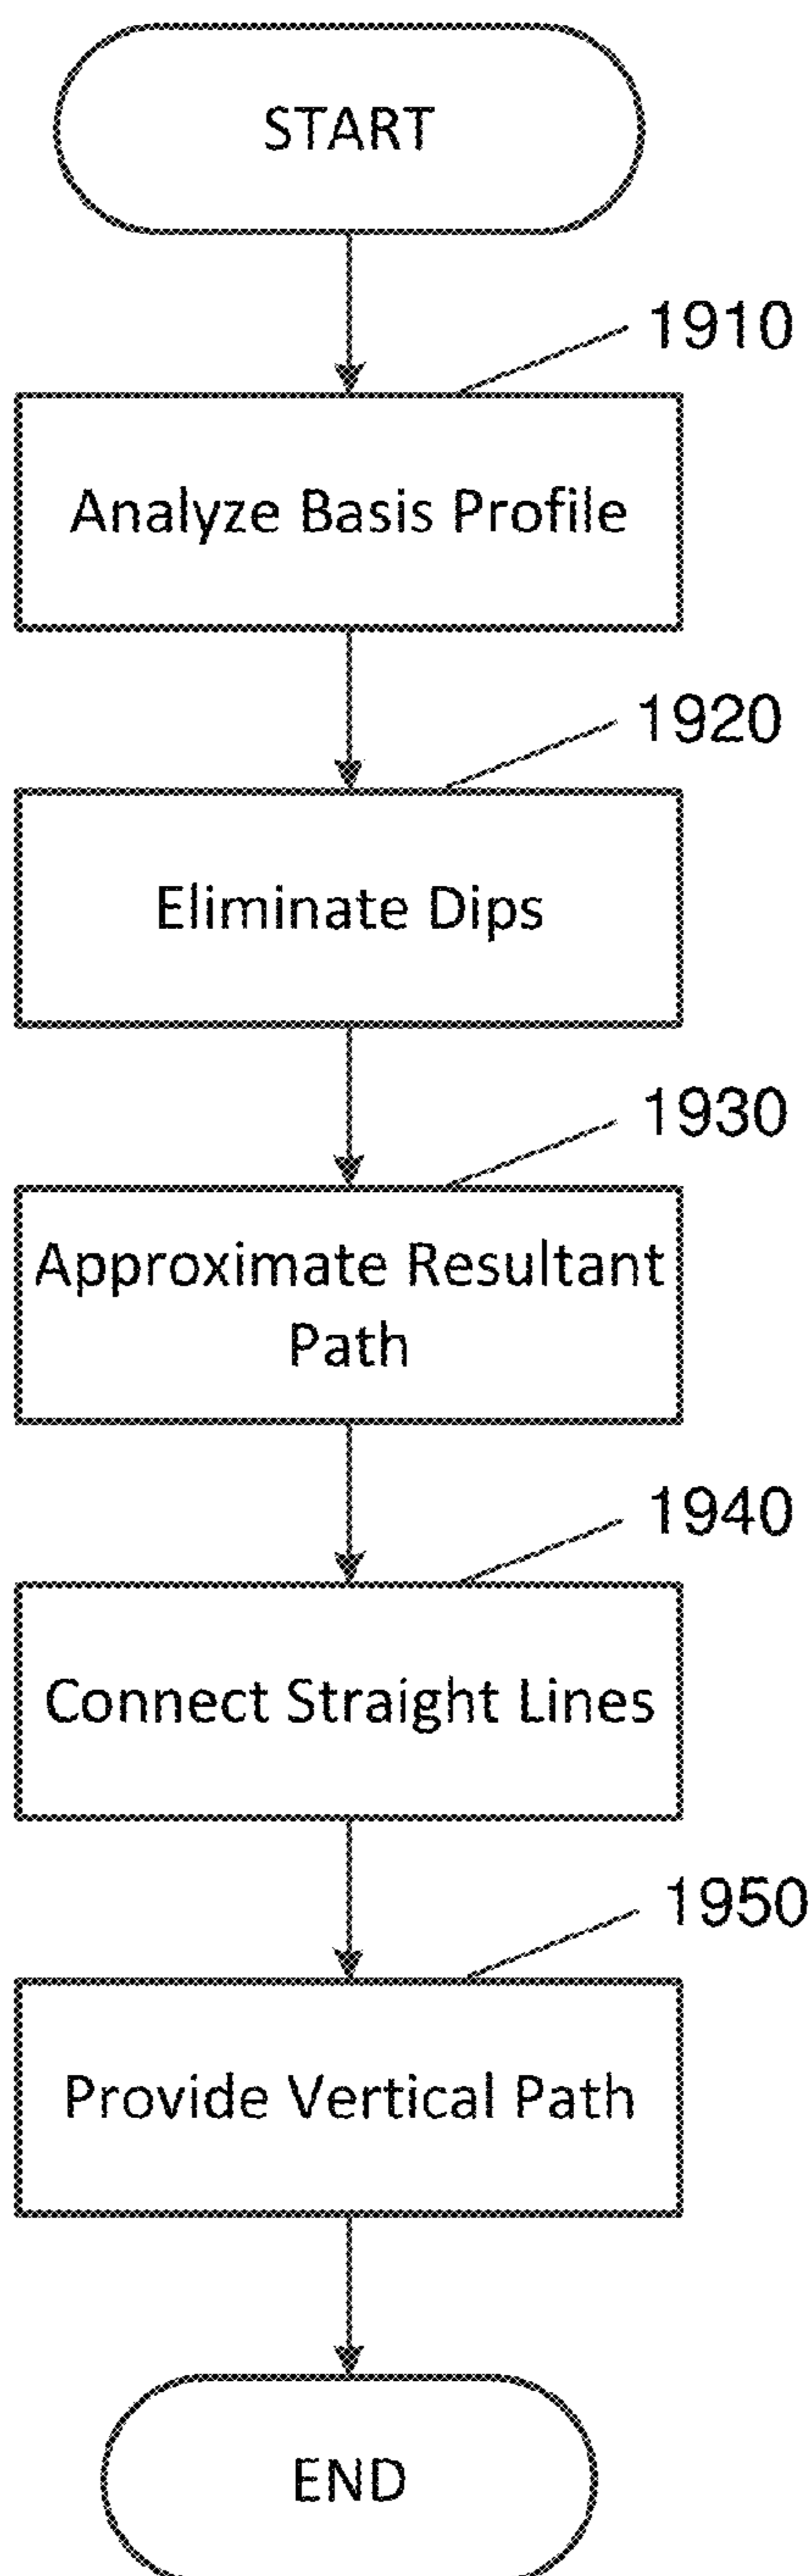 START
1910
Analyze Basis Profile
1920
Eliminate Dips
1930
Approximate Resultant
Path
1940
Connect Straight Lines
1950
Provide Vertical Path
END